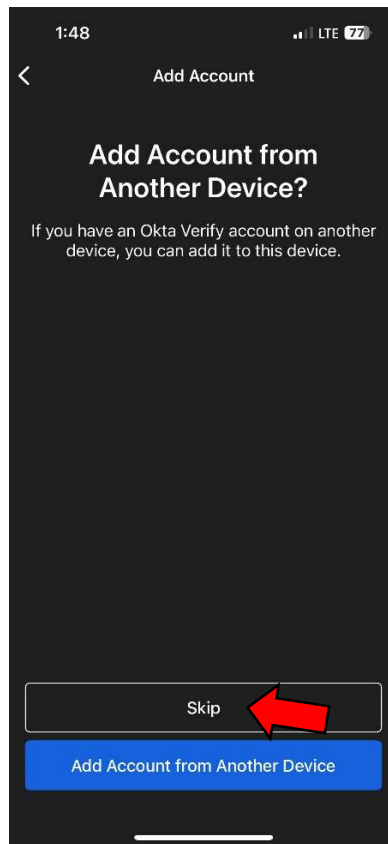 1:48 LTE 77
Add Account
Add Account from
Another Device?
If you have an Okta Verify account on another
device, you can add it to this device.
Skip
Add Account from Another Device